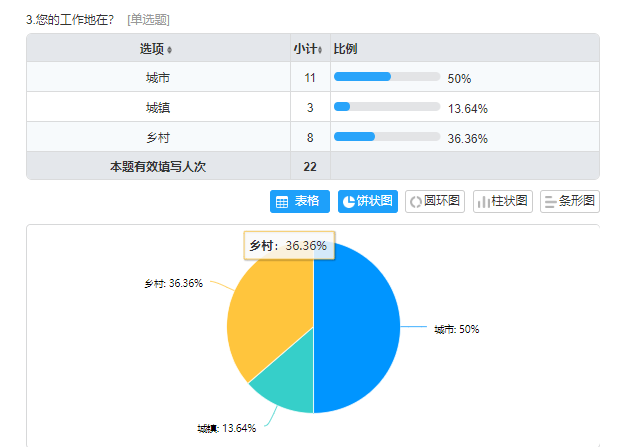 3.您的工作地在? [单选题]
选项 小计 比例
城市 11 50%
城镇 3 13.64%
乡村 8 36.36%
本题有效填写人次 22
表格 饼状图 圆环图 柱状图 条形图
乡村: 36.36%
乡村: 36.36%
城市: 50%
城镇: 13.64%